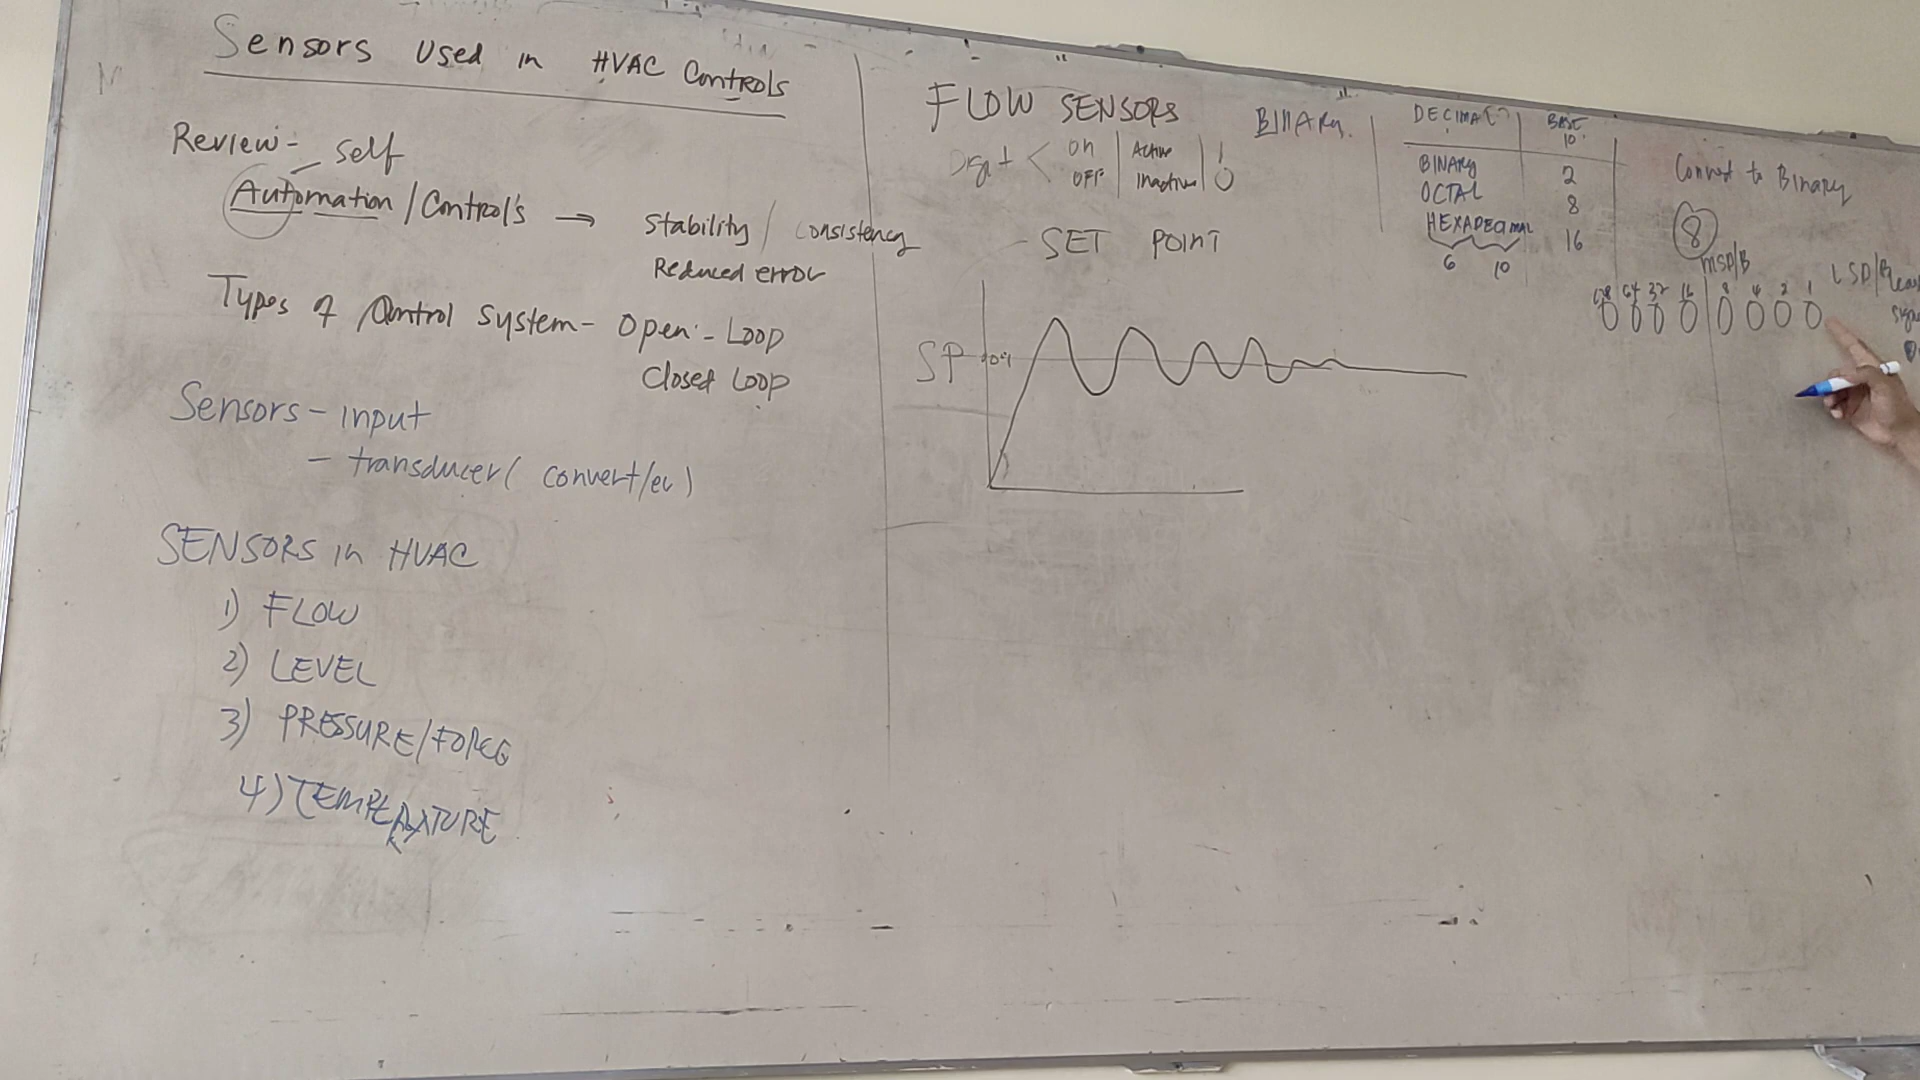 Sensors used in HVAC Controls
Review - self
Automation / Control's → Stability / Consistency
Reduced error
Types of Control System - Open - Loop
Closed Loop
Sensors - input
- transducer ( convert/ec )
SENSORS in HVAC
1) FLOW
2) LEVEL
3) PRESSURE/FORCE
4) TEMPERATURE
FLOW SENSORS
on | Active | 1
OFF | Inactive | 0
- SET POINT
SP
BINARY.
DECIMAL | BASE 10
BINARY 2
OCTAL 8
HEXADECIMAL 16
6 10
Convert to Binary
8
MSD/B LSD/B
64 32 16 8 4 2 1
0 0 0 0 | 0 0 0 0